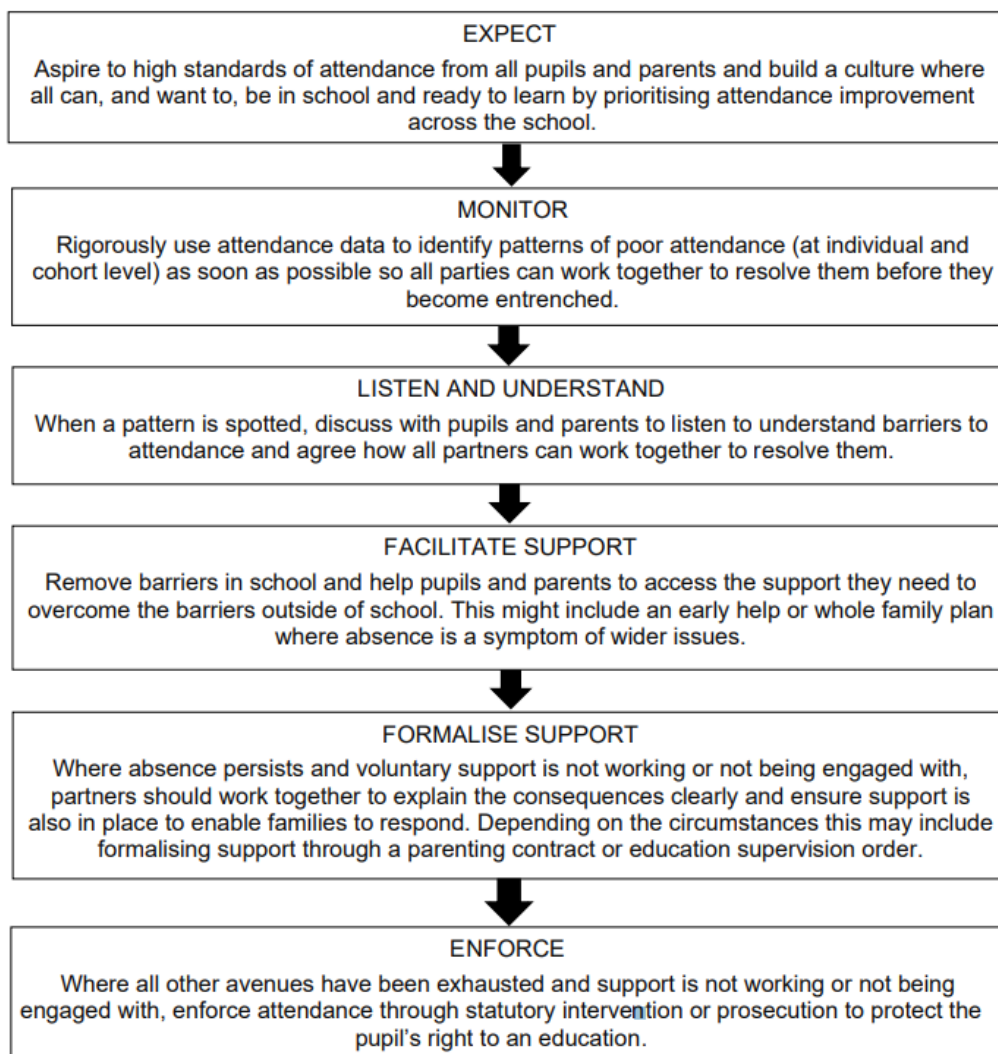 EXPECT
Aspire to high standards of attendance from all pupils and parents and build a culture where
all can, and want to, be in school and ready to learn by prioritising attendance improvement
across the school.
MONITOR
Rigorously use attendance data to identify patterns of poor attendance (at individual and
cohort level) as soon as possible so all parties can work together to resolve them before they
become entrenched.
LISTEN AND UNDERSTAND
When a pattern is spotted, discuss with pupils and parents to listen to understand barriers to
attendance and agree how all partners can work together to resolve them.
FACILITATE SUPPORT
Remove barriers in school and help pupils and parents to access the support they need to
overcome the barriers outside of school. This might include an early help or whole family plan
where absence is a symptom of wider issues.
FORMALISE SUPPORT
Where absence persists and voluntary support is not working or not being engaged with,
partners should work together to explain the consequences clearly and ensure support is
also in place to enable families to respond. Depending on the circumstances this may include
formalising support through a parenting contract or education supervision order.
ENFORCE
Where all other avenues have been exhausted and support is not working or not being
engaged with, enforce attendance through statutory intervention or prosecution to protect the
pupil's right to an education.